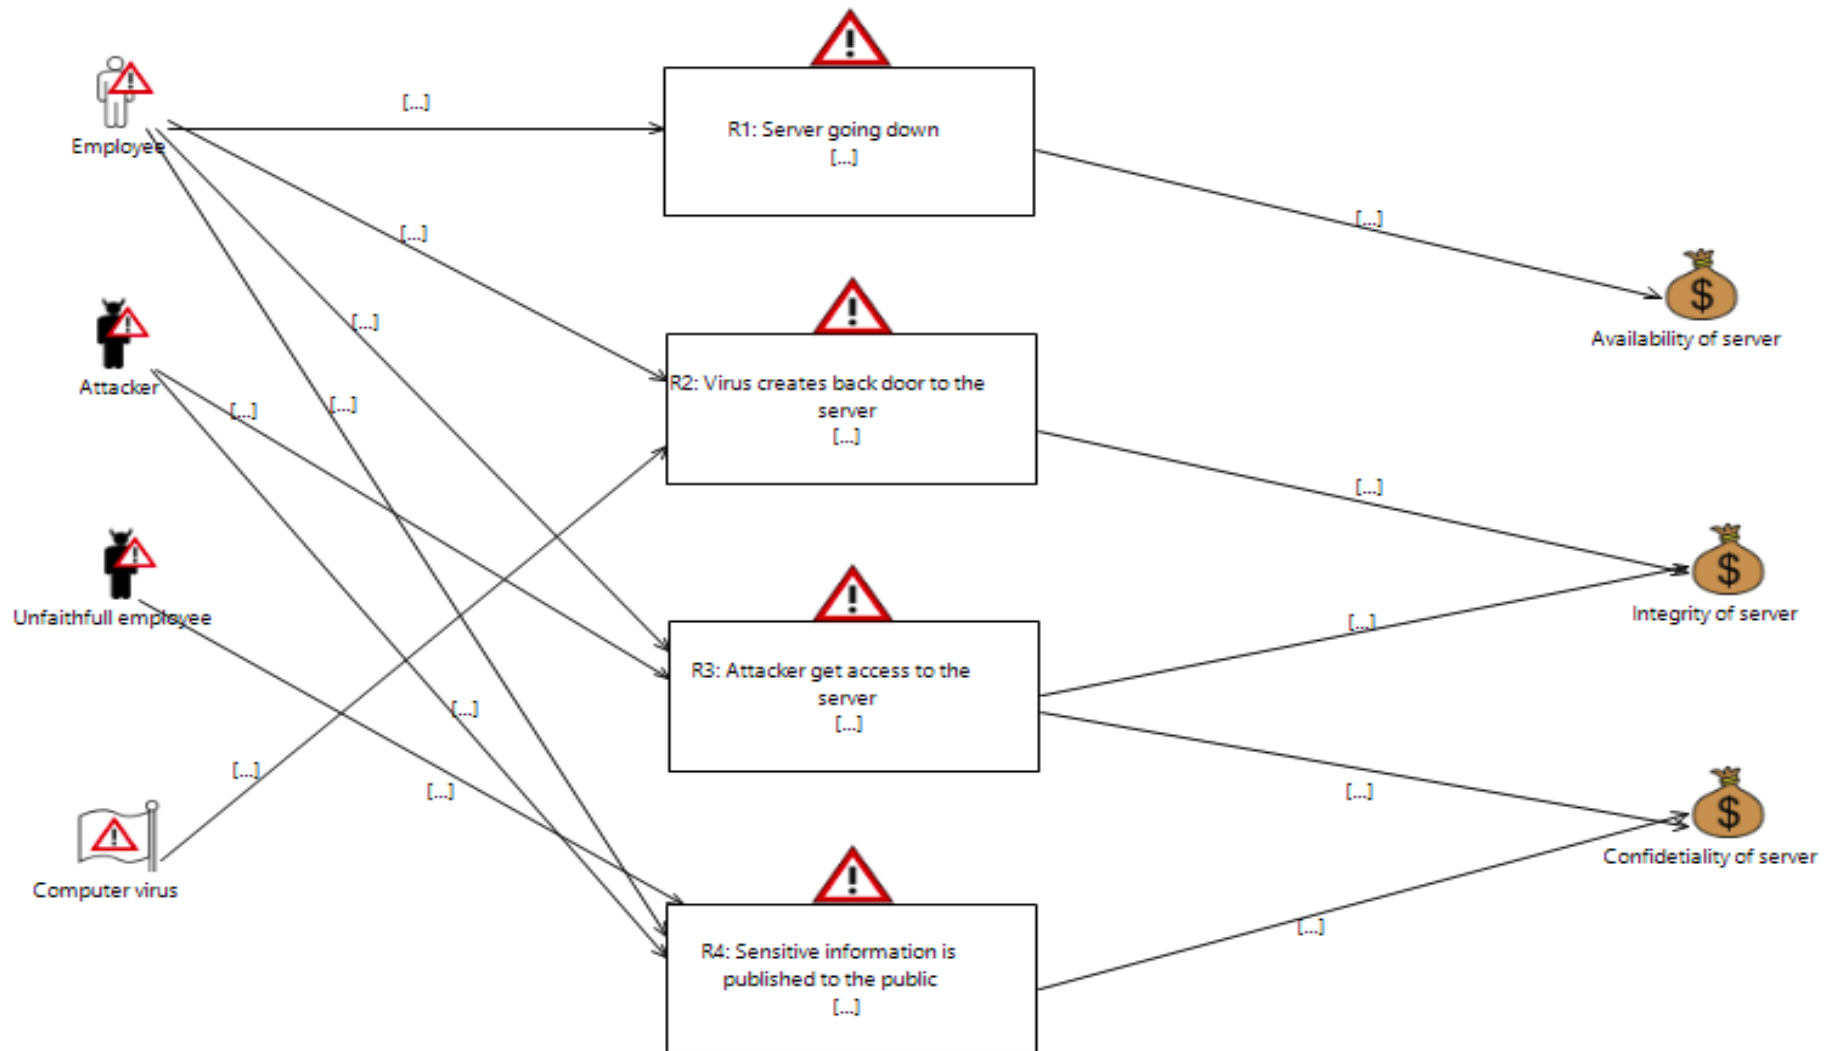 [...]
R1: Server going down
[...]
Employee
[...]
[...]
Availability of server
[...]
R2: Virus creates back door to the
server
[...]
Attacker
[...]
[...]
[...]
Unfaithfull employee
Integrity of server
[...]
R3: Attacker get access to the
server
[...]
[...]
[...]
[...]
[...]
Confidetiality of server
Computer virus
[...]
R4: Sensitive information is
published to the public
[...]